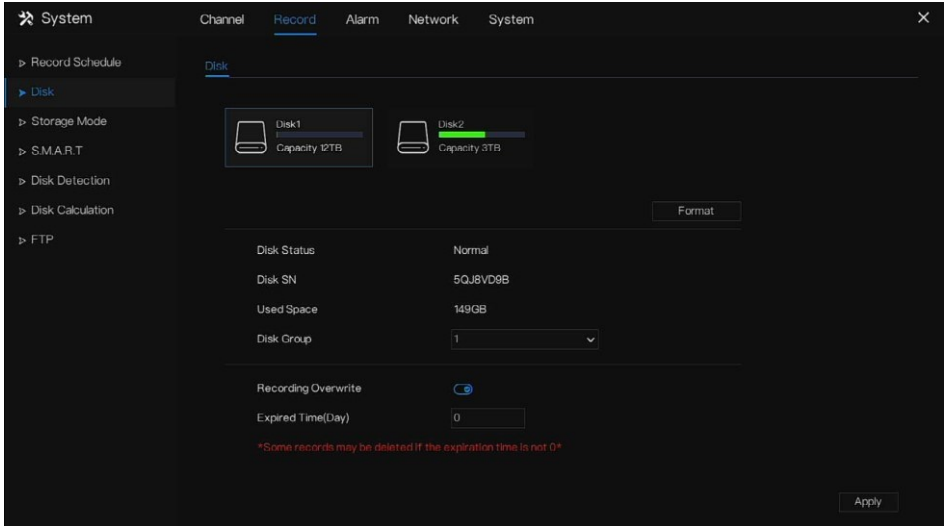 System Channel Record Alarm Network System
Record Schedule
Disk
Storage Mode
S.M.A.R.T
Disk Detection
Disk Calculation
FTP
Disk
Disk1
Capacity 12TB
Disk2
Capacity 3TB
Format
Disk Status Normal
Disk SN 5QJ8VD9B
Used Space 149GB
Disk Group 1
Recording Overwrite
Expired Time(Day) 0
*Some records may be deleted if the expiration time is not 0*
Apply